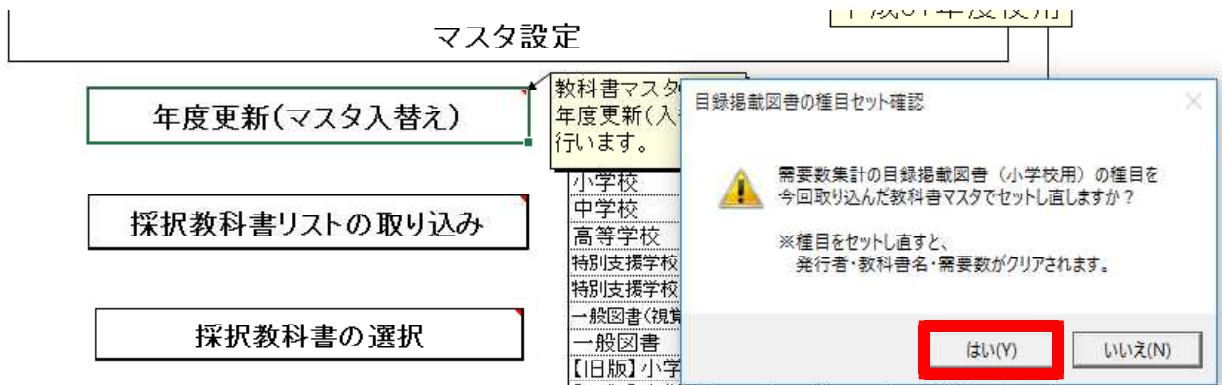 マスタ設定
年度更新(マスタ入替え)
教科書マスタ
年度更新(入
行います。
採択教科書リストの取り込み
採択教科書の選択
小学校
中学校
高等学校
特別支援学校
特別支援学校
一般図書(視覚
一般図書
【旧版】小学
目録掲載図書の種目セット確認
需要数集計の目録掲載図書(小学校用)の種目を
今回取り込んだ教科書マスタでセットし直しますか?
※種目をセットし直すと、
発行者・教科書名・需要数がクリアされます。
はい(Y)
いいえ(N)